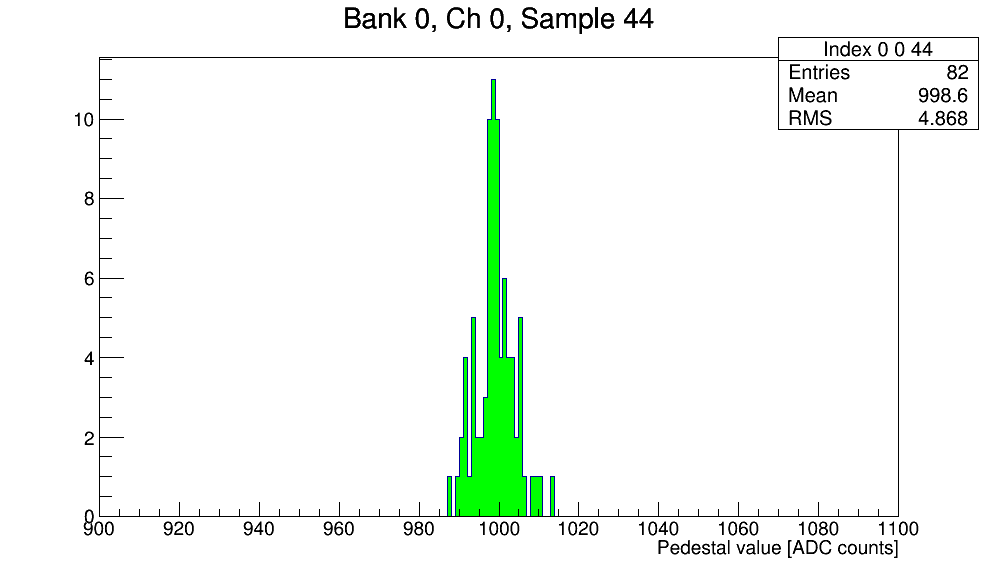 Bank 0, Ch 0, Sample 44
Index 0 0 44
Entries 82
Mean 998.6
RMS 4.868
10
8
6
4
2
0
900 920 940 960 980 1000 1020 1040 1060 1080 1100
Pedestal value [ADC counts]